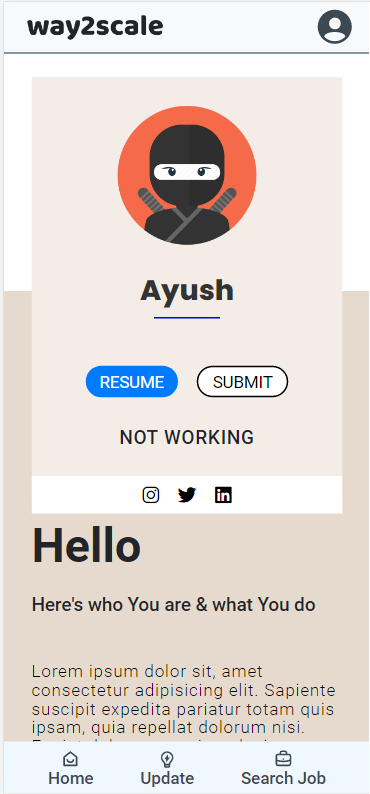 way2scale
Ayush
RESUME
SUBMIT
NOT WORKING
Hello
Here's who You are & what You do
Lorem ipsum dolor sit, amet
consectetur adipisicing elit. Sapiente
suscipit expedita pariatur totam quis
ipsam, quia repellat dolorum nisi.
Home
Update
Search Job